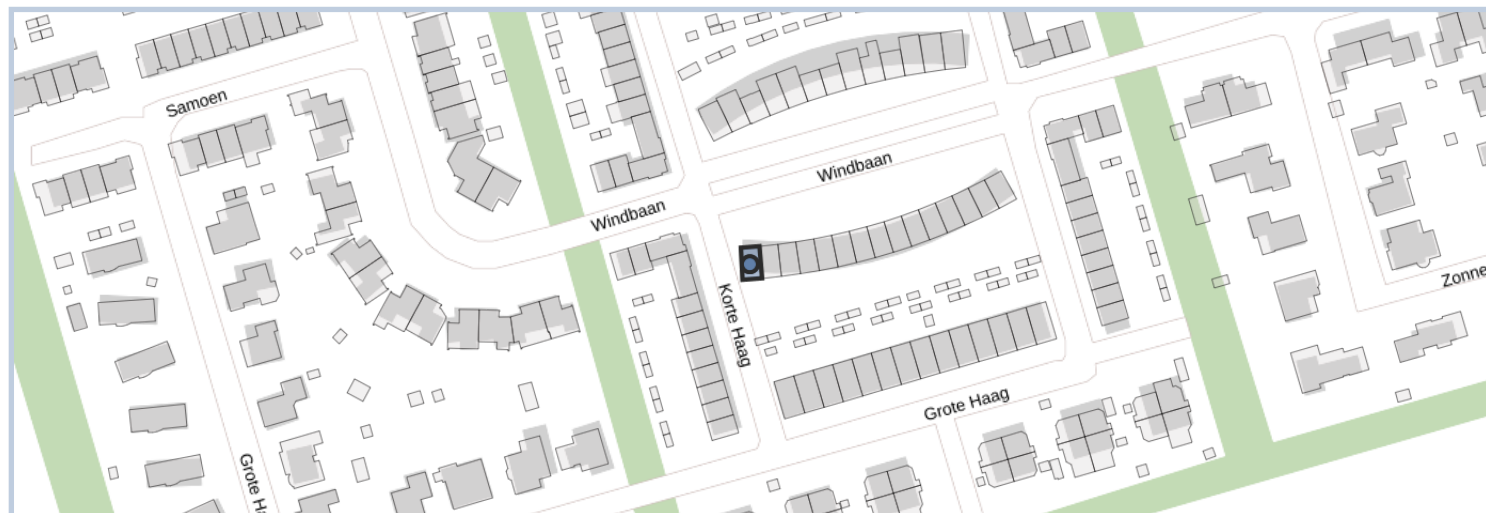 Samoen
Windbaan
Windbaan
Korte Haag
Zonne
Grote Haag
Grote Ha